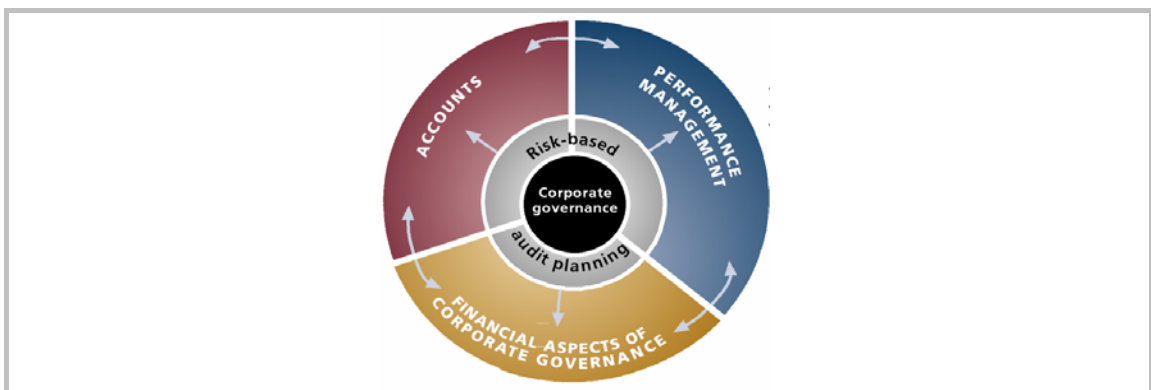 ACCOUNTS
PERFORMANCE
MANAGEMENT
Risk-based
Corporate
governance
audit planning
FINANCIAL ASPECTS OF
CORPORATE GOVERNANCE